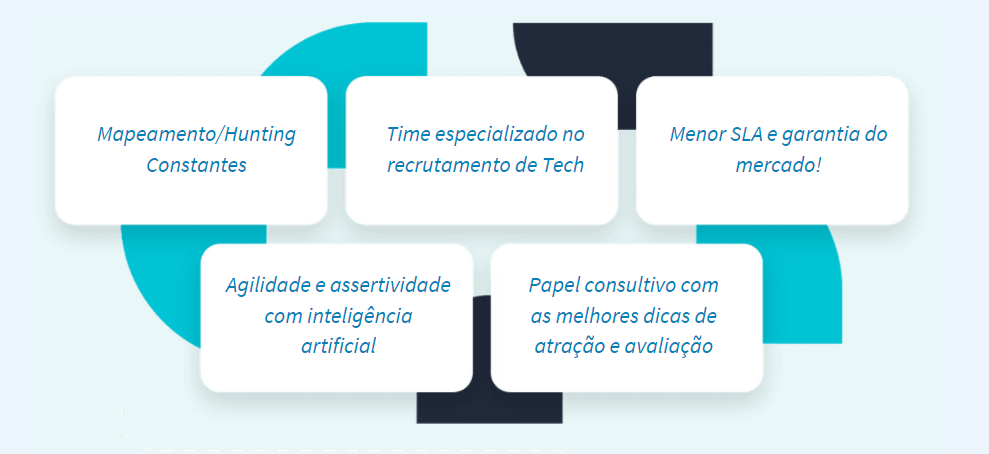 Mapeamento/Hunting
Constantes
Time especializado no
recrutamento de Tech
Menor SLA e garantia do
mercado!
Agilidade e assertividade
com inteligência
artificial
Papel consultivo com
as melhores dicas de
atração e avaliação